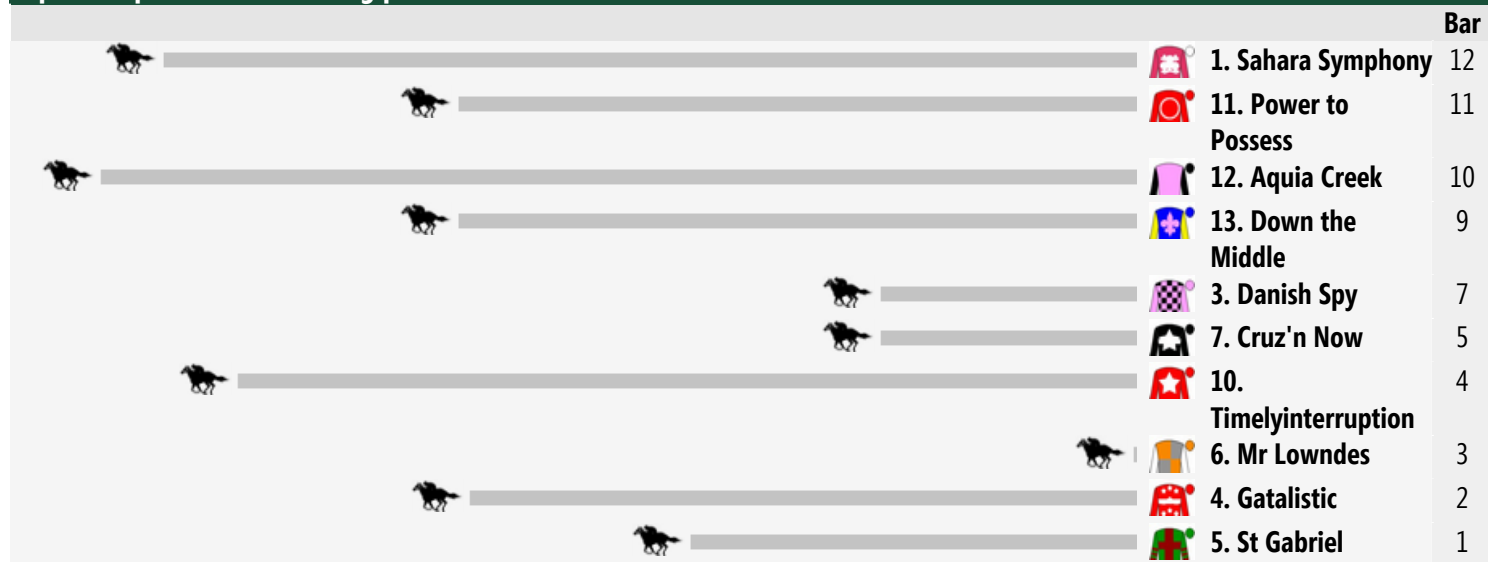 Bar
1. Sahara Symphony 12
11. Power to 11
Possess
12. Aquia Creek 10
13. Down the 9
Middle
3. Danish Spy 7
7. Cruz'n Now 5
10. 4
Timelyinterruption
6. Mr Lowndes 3
4. Gatalistic 2
5. St Gabriel 1